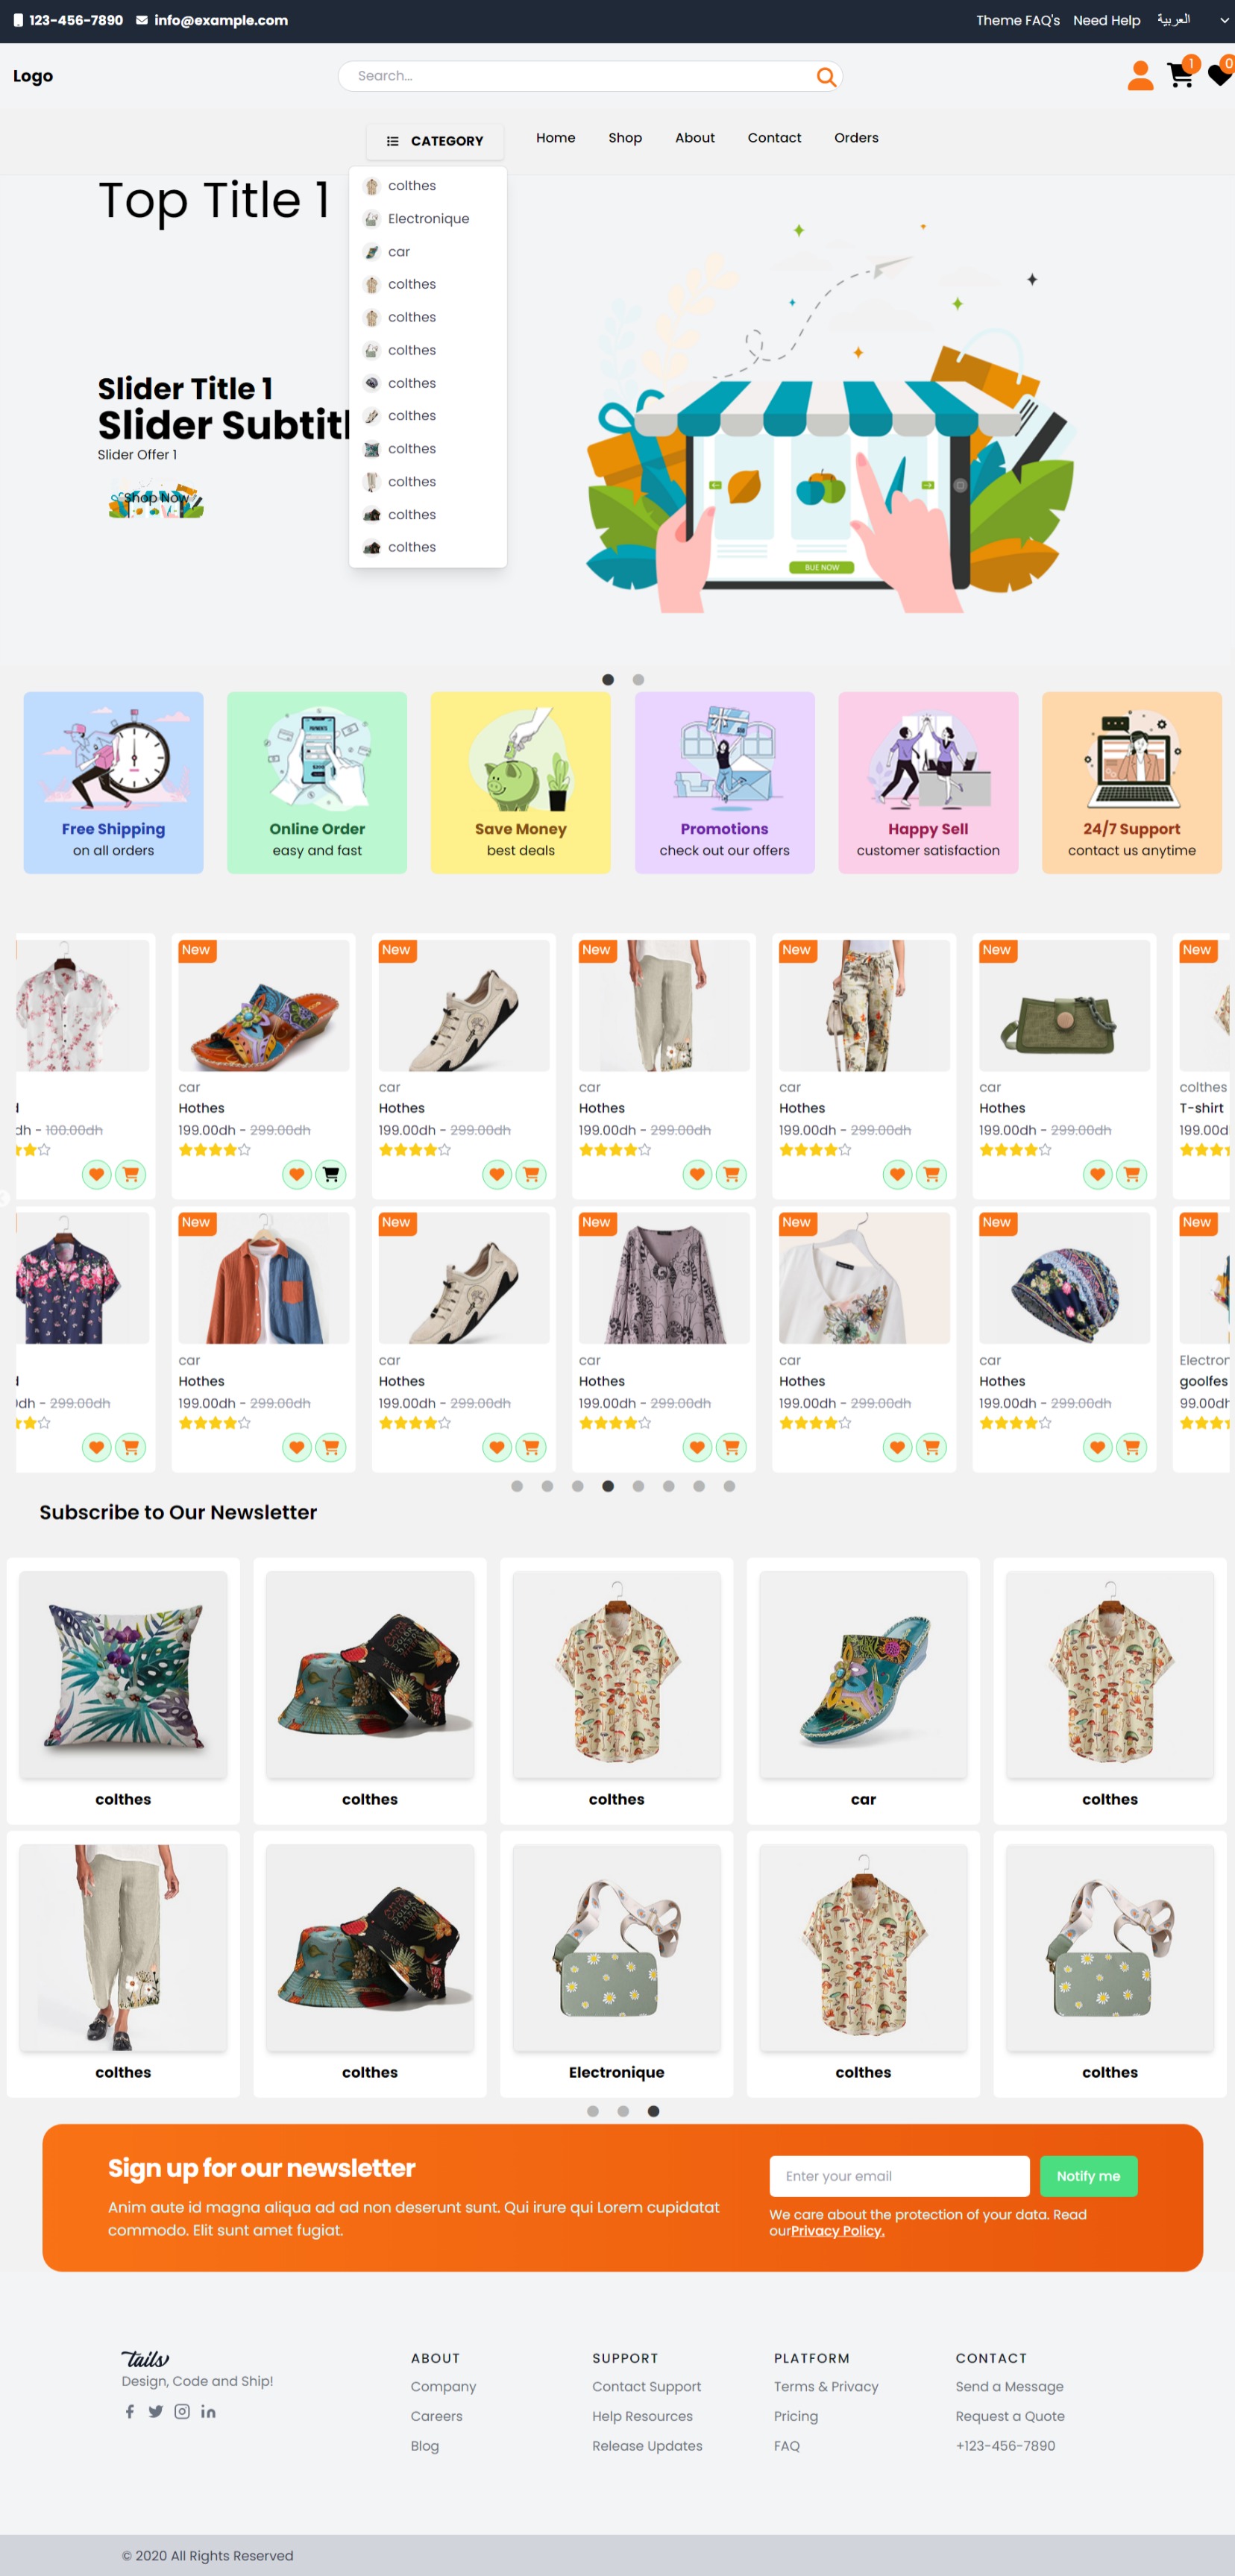 123-456-7890 info@example.com Theme FAQ's Need Help العربية
Logo Search... 1 0
CATEGORY Home Shop About Contact Orders
colthes
Electronique
car
colthes
colthes
colthes
colthes
colthes
colthes
colthes
colthes
colthes
Top Title 1
Slider Title 1
Slider Subtitl
Slider Offer 1
Shop Now
BUE NOW
PAYMENTS
Free Shipping
on all orders
Online Order
easy and fast
Save Money
best deals
Promotions
check out our offers
Happy Sell
customer satisfaction
24/7 Support
contact us anytime
New New New New New New
car car car car car colthes
Hothes Hothes Hothes Hothes Hothes T-shirt
dh - 100.00dh 199.00dh - 299.00dh 199.00dh - 299.00dh 199.00dh - 299.00dh 199.00dh - 299.00dh 199.00dh - 299.00dh 199.00d
New New New New New New
car car car car car Electron
Hothes Hothes Hothes Hothes Hothes goolfes
dh - 299.00dh 199.00dh - 299.00dh 199.00dh - 299.00dh 199.00dh - 299.00dh 199.00dh - 299.00dh 199.00dh - 299.00dh 99.00dh
Subscribe to Our Newsletter
colthes colthes colthes car colthes
colthes colthes Electronique colthes colthes
Sign up for our newsletter
Anim aute id magna aliqua ad ad non deserunt sunt. Qui irure qui Lorem cupidatat
commodo. Elit sunt amet fugiat.
Enter your email Notify me
We care about the protection of your data. Read
ourPrivacy Policy.
tails
Design, Code and Ship!
ABOUT
Company
Careers
Blog
SUPPORT
Contact Support
Help Resources
Release Updates
PLATFORM
Terms & Privacy
Pricing
FAQ
CONTACT
Send a Message
Request a Quote
+123-456-7890
© 2020 All Rights Reserved